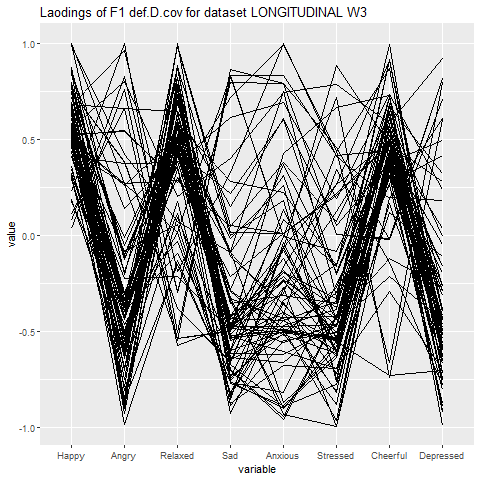 Laodings of F1 def.D.cov for dataset LONGITUDINAL W3
1.0
0.5
0.0
-0.5
-1.0
value
Happy Angry Relaxed Sad Anxious Stressed Cheerful Depressed
variable